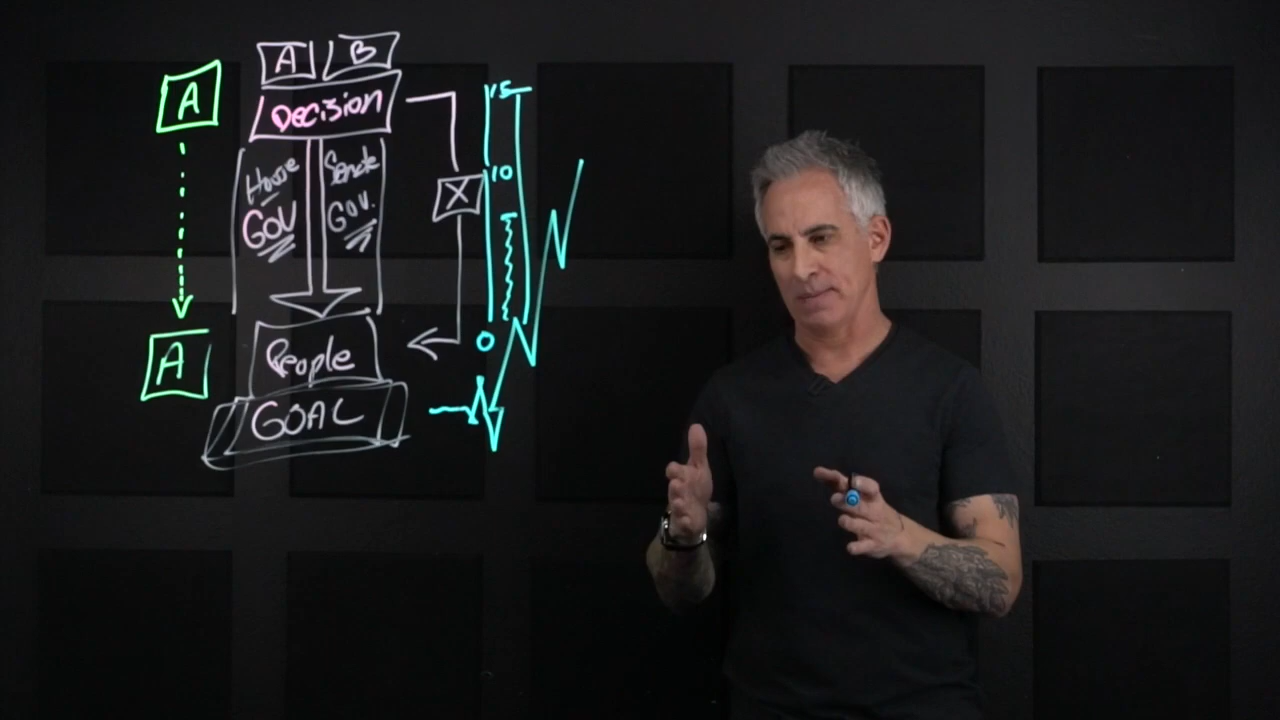 A B
A
Decision
15
House
GOV
Senate
GOV.
10
X
0
A
People
GOAL